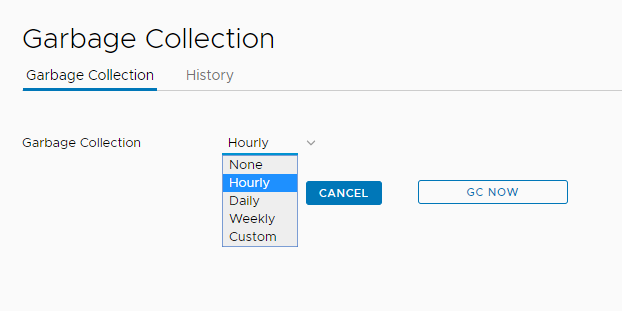 Garbage Collection
Garbage Collection History
Garbage Collection Hourly
None
Hourly
Daily
Weekly
Custom
CANCEL GC NOW